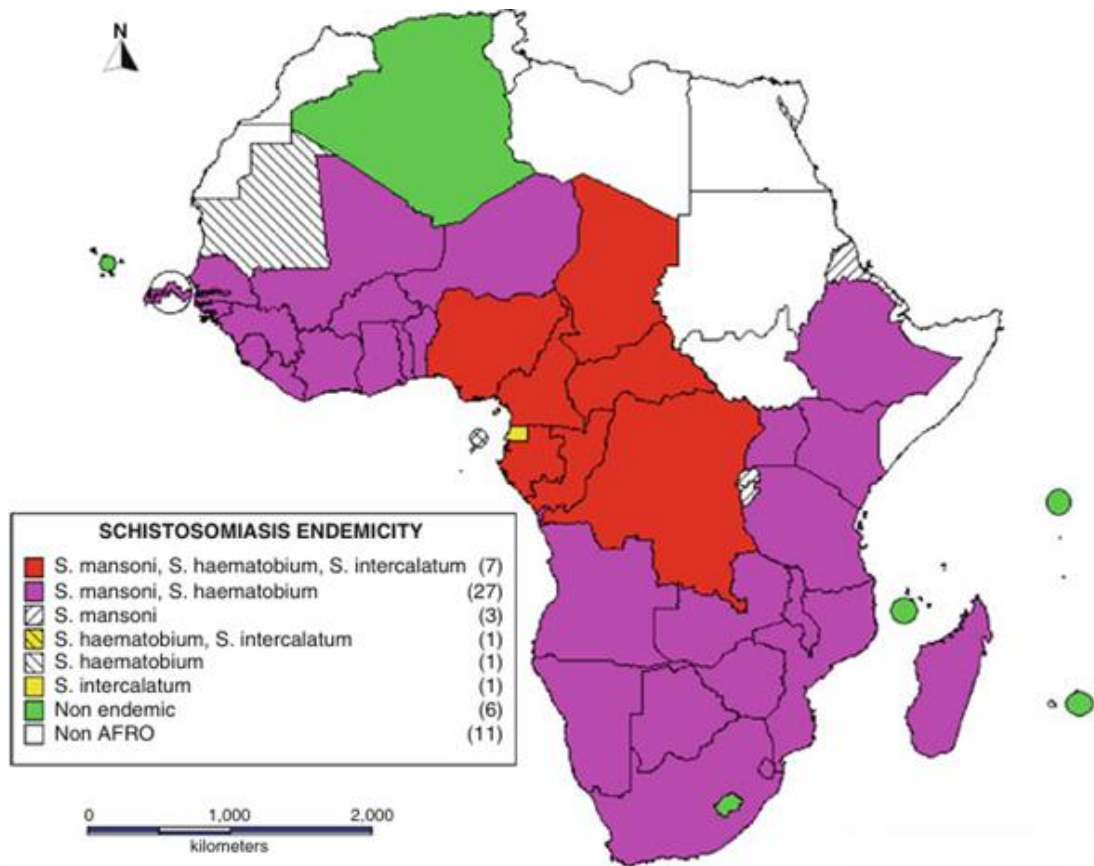 N
SCHISTOSOMIASIS ENDEMICITY
S. mansoni, S. haematobium, S. intercalatum (7)
S. mansoni, S. haematobium (27)
S. mansoni (3)
S. haematobium, S. intercalatum (1)
S. haematobium (1)
S. intercalatum (1)
Non endemic (6)
Non AFRO (11)
0 1,000 2,000
kilometers